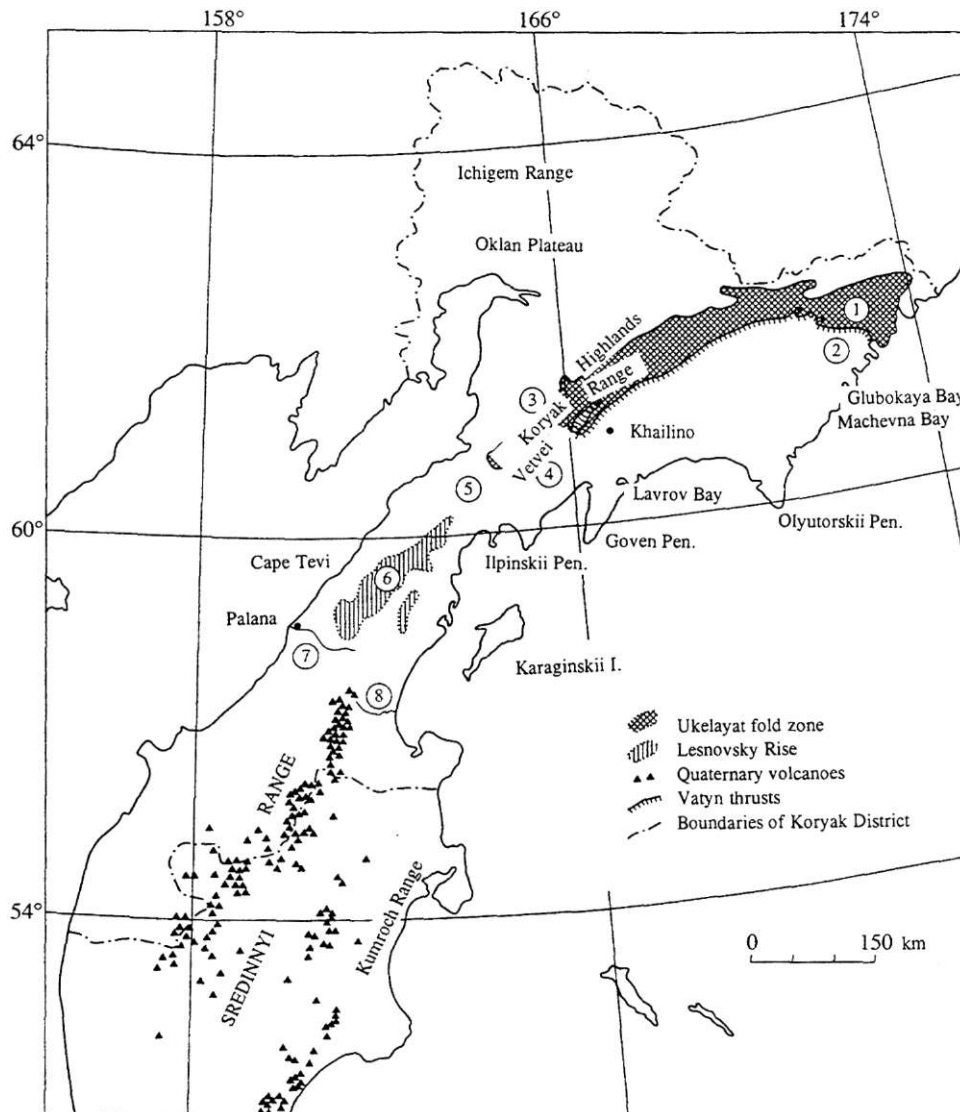 158°
166°
174°
64°
Ichigem Range
Oklan Plateau
1
Highlands
2
Range
3
Koryak
Glubokaya Bay
Machevna Bay
Khailino
Vetvei
4
5
Lavrov Bay
Olyutorskii Pen.
60°
Goven Pen.
Cape Tevi
Ilpinskii Pen.
6
Palana
7
Karaginskii I.
8
Ukelayat fold zone
Lesnovsky Rise
RANGE
Quaternary volcanoes
Vatyn thrusts
Boundaries of Koryak District
Kumroch Range
54°
0 150 km
SREDINNYI